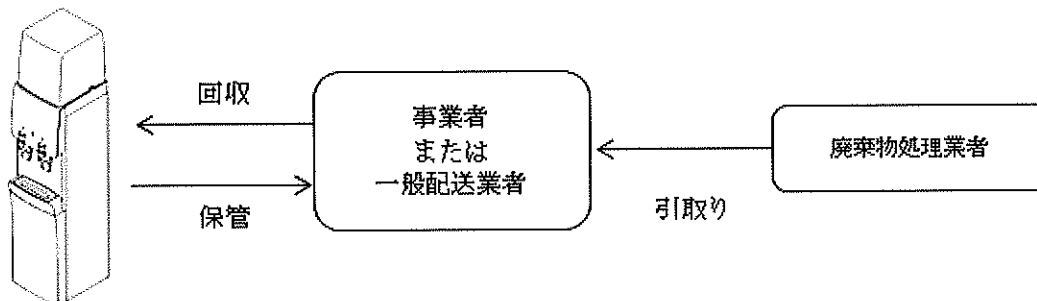 回収
保管
事業者
または
一般配送業者
引取り
廃棄物処理業者